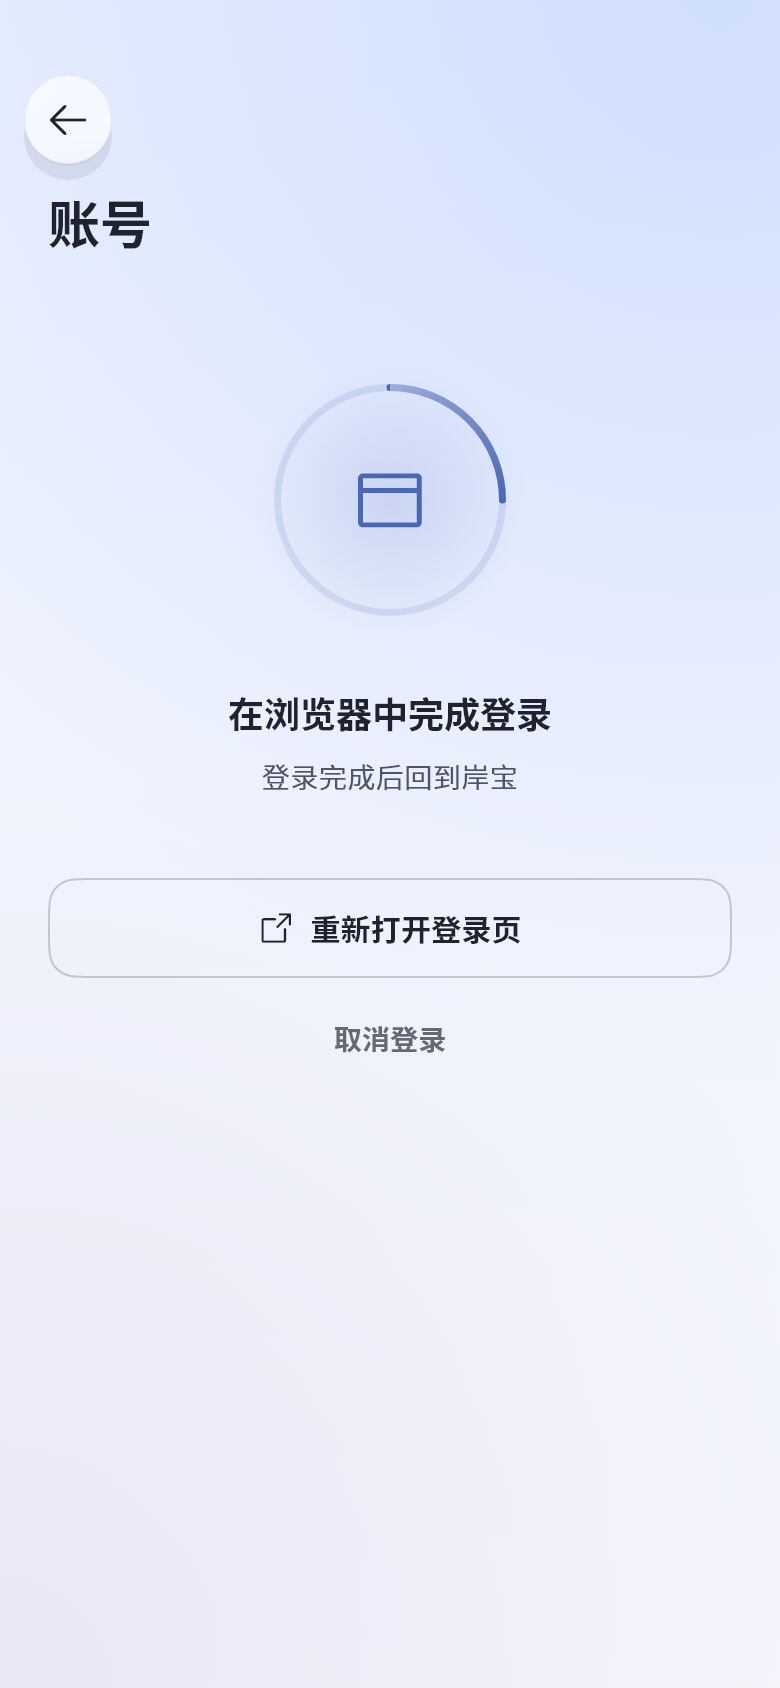 账号
在浏览器中完成登录
登录完成后回到岸宝
重新打开登录页
取消登录